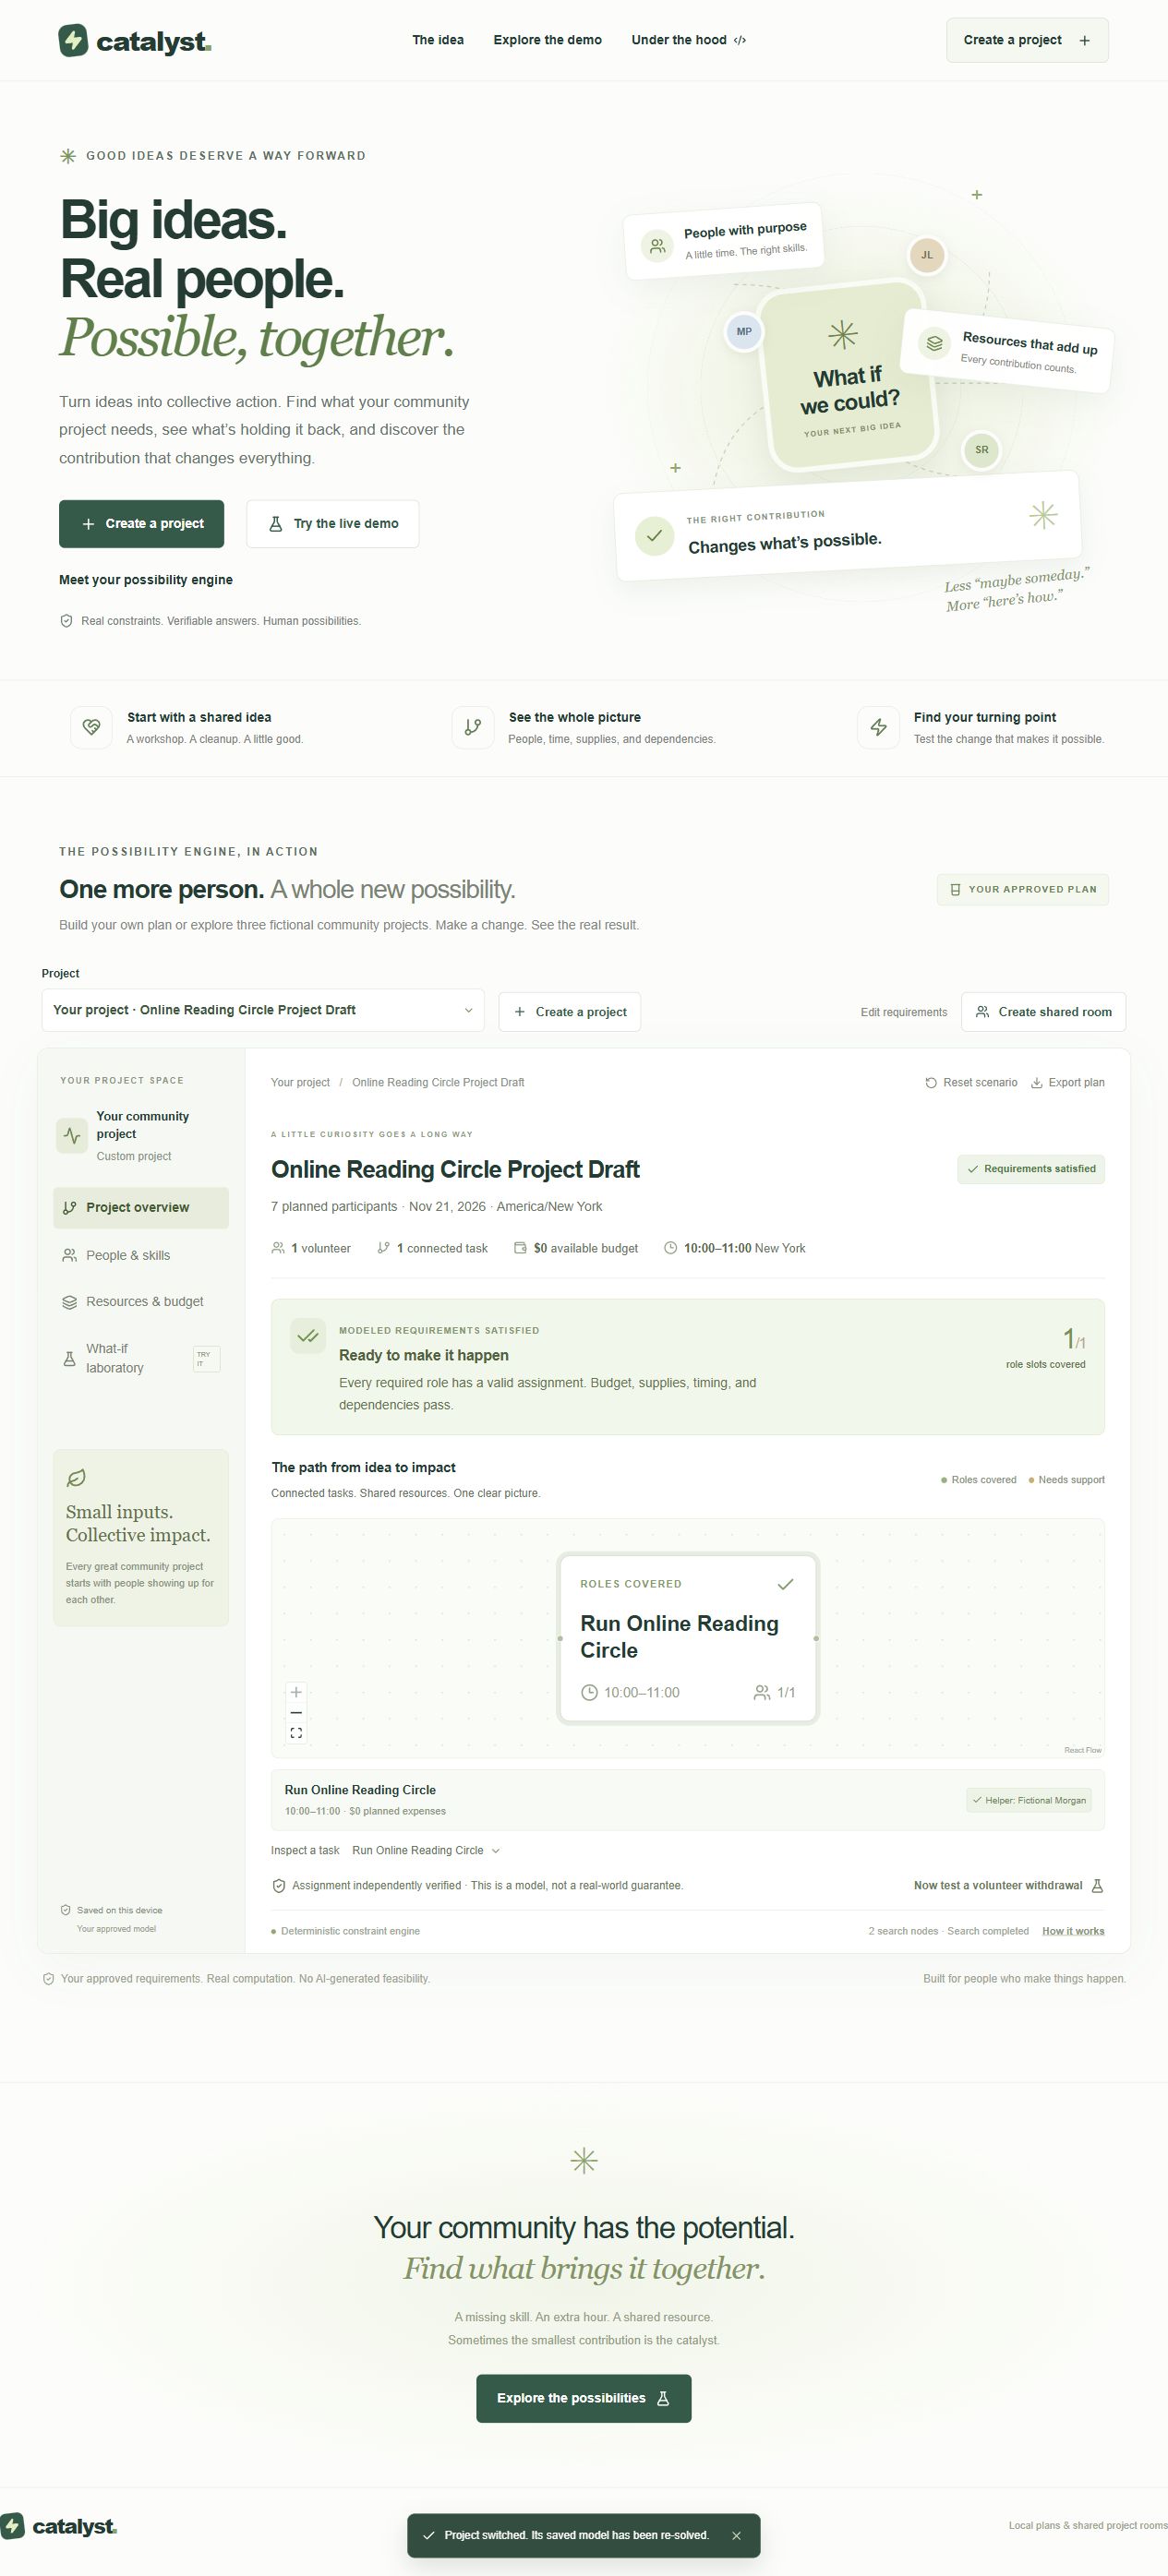 catalyst.
The idea
Explore the demo
Under the hood
Create a project
GOOD IDEAS DESERVE A WAY FORWARD
Big ideas.
Real people.
Possible, together.
Turn ideas into collective action. Find what your community
project needs, see what’s holding it back, and discover the
contribution that changes everything.
Create a project
Try the live demo
Meet your possibility engine
Real constraints. Verifiable answers. Human possibilities.
People with purpose
A little time. The right skills.
JL
MP
What if
we could?
YOUR NEXT BIG IDEA
Resources that add up
Every contribution counts.
SR
THE RIGHT CONTRIBUTION
Changes what’s possible.
Less “maybe someday.”
More “here’s how.”
Start with a shared idea
A workshop. A cleanup. A little good.
See the whole picture
People, time, supplies, and dependencies.
Find your turning point
Test the change that makes it possible.
THE POSSIBILITY ENGINE, IN ACTION
One more person. A whole new possibility.
YOUR APPROVED PLAN
Build your own plan or explore three fictional community projects. Make a change. See the real result.
Project
Your project · Online Reading Circle Project Draft
Create a project
Edit requirements
Create shared room
YOUR PROJECT SPACE
Your community
project
Custom project
Project overview
People & skills
Resources & budget
What-if
laboratory
TRY
IT
Small inputs.
Collective impact.
Every great community project
starts with people showing up for
each other.
Saved on this device
Your approved model
Your project / Online Reading Circle Project Draft
Reset scenario
Export plan
A LITTLE CURIOSITY GOES A LONG WAY
Online Reading Circle Project Draft
Requirements satisfied
7 planned participants · Nov 21, 2026 · America/New York
1 volunteer
1 connected task
$0 available budget
10:00–11:00 New York
MODELED REQUIREMENTS SATISFIED
Ready to make it happen
Every required role has a valid assignment. Budget, supplies, timing, and
dependencies pass.
1/1
role slots covered
The path from idea to impact
Connected tasks. Shared resources. One clear picture.
Roles covered
Needs support
ROLES COVERED
Run Online Reading
Circle
10:00–11:00
1/1
React Flow
Run Online Reading Circle
10:00–11:00 · $0 planned expenses
Helper: Fictional Morgan
Inspect a task
Run Online Reading Circle
Assignment independently verified · This is a model, not a real-world guarantee.
Now test a volunteer withdrawal
Deterministic constraint engine
2 search nodes · Search completed
How it works
Your approved requirements. Real computation. No AI-generated feasibility.
Built for people who make things happen.
Your community has the potential.
Find what brings it together.
A missing skill. An extra hour. A shared resource.
Sometimes the smallest contribution is the catalyst.
Explore the possibilities
catalyst.
Project switched. Its saved model has been re-solved.
Local plans & shared project rooms